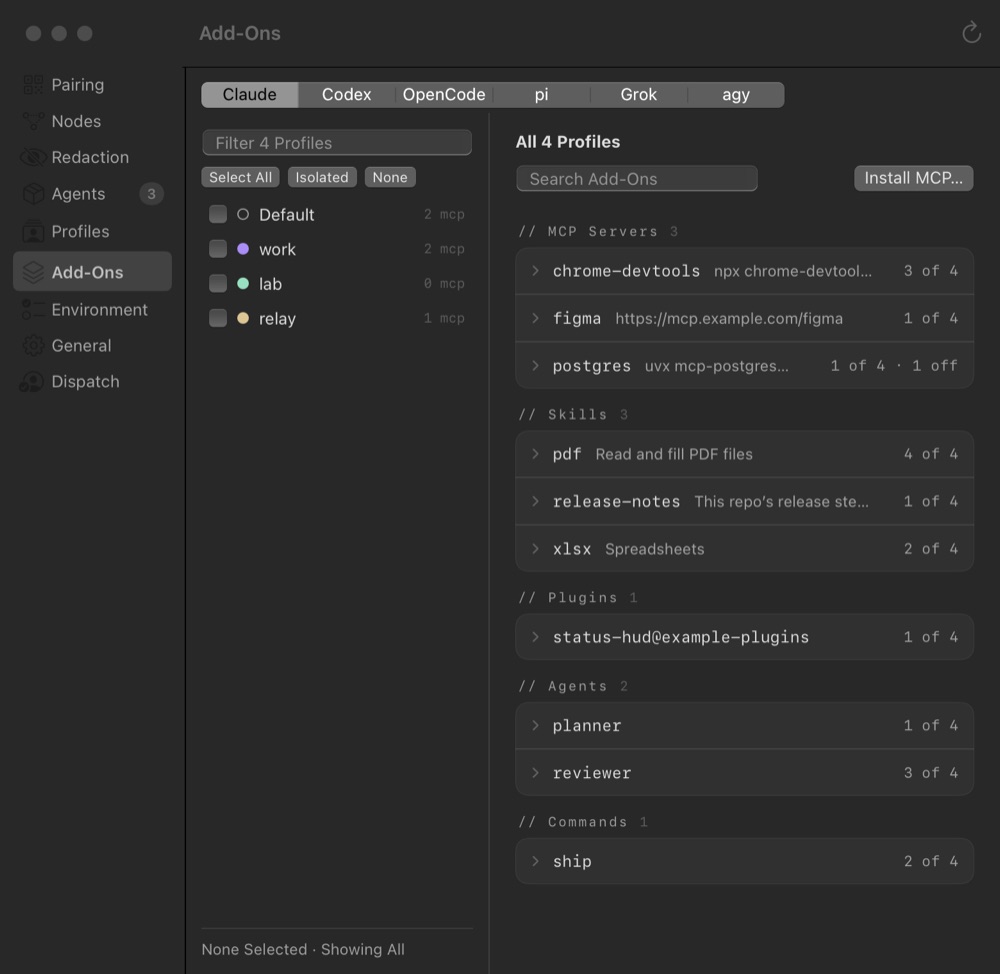 Add-Ons
Pairing
Nodes
Redaction
Agents 3
Profiles
Add-Ons
Environment
General
Dispatch
Claude Codex OpenCode pi Grok agy
Filter 4 Profiles
Select All Isolated None
Default 2 mcp
work 2 mcp
lab 0 mcp
relay 1 mcp
None Selected · Showing All
All 4 Profiles
Search Add-Ons Install MCP...
// MCP Servers 3
chrome-devtools npx chrome-devtool... 3 of 4
figma https://mcp.example.com/figma 1 of 4
postgres uvx mcp-postgres... 1 of 4 · 1 off
// Skills 3
pdf Read and fill PDF files 4 of 4
release-notes This repo’s release ste... 1 of 4
xlsx Spreadsheets 2 of 4
// Plugins 1
status-hud@example-plugins 1 of 4
// Agents 2
planner 1 of 4
reviewer 3 of 4
// Commands 1
ship 2 of 4